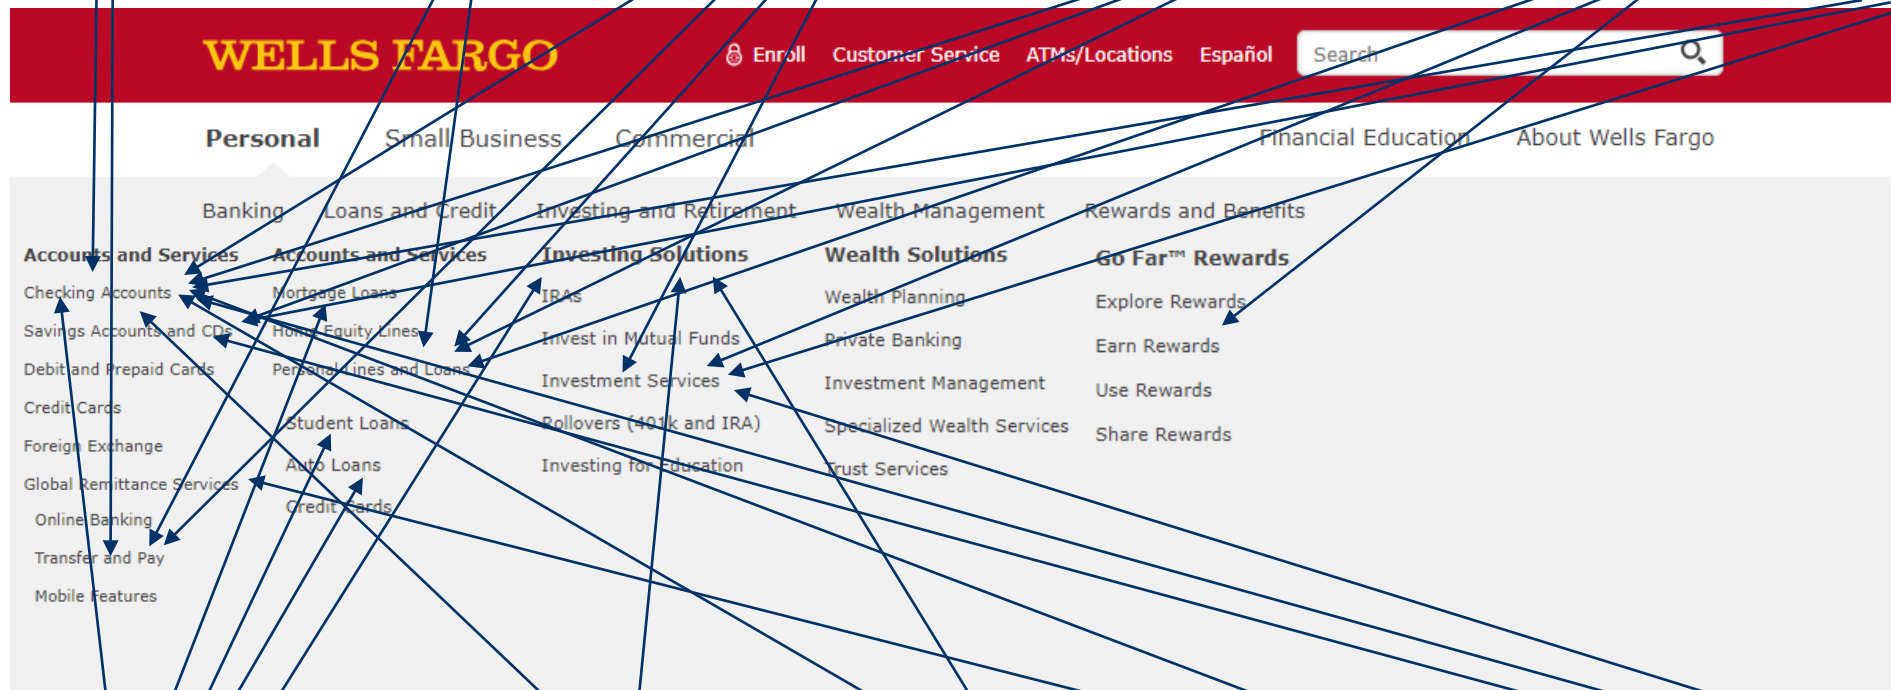 WELLS FARGO
Enroll Customer Service ATMs/Locations Español Search
Personal Small Business Commercial Financial Education About Wells Fargo
Banking Loans and Credit Investing and Retirement Wealth Management Rewards and Benefits
Accounts and Services
Checking Accounts
Savings Accounts and CDs
Debit and Prepaid Cards
Credit Cards
Foreign Exchange
Global Remittance Services
Online Banking
Transfer and Pay
Mobile Features
Accounts and Services
Mortgage Loans
Home Equity Lines
Personal Lines and Loans
Student Loans
Auto Loans
Credit Cards
Investing Solutions
IRAs
Invest in Mutual Funds
Investment Services
Rollovers (401k and IRA)
Investing for Education
Wealth Solutions
Wealth Planning
Private Banking
Investment Management
Specialized Wealth Services
Trust Services
Go Far™ Rewards
Explore Rewards
Earn Rewards
Use Rewards
Share Rewards